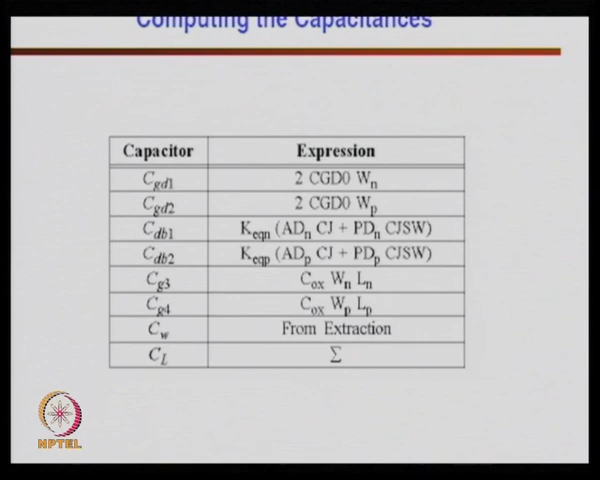 Computing the Capacitances
Capacitor Expression
C_gd1 2 CGD0 W_n
C_gd2 2 CGD0 W_p
C_db1 K_eqn (AD_n CJ + PD_n CJSW)
C_db2 K_eqp (AD_p CJ + PD_p CJSW)
C_g3 C_ox W_n L_n
C_g4 C_ox W_p L_p
C_w From Extraction
C_L Σ
NPTEL